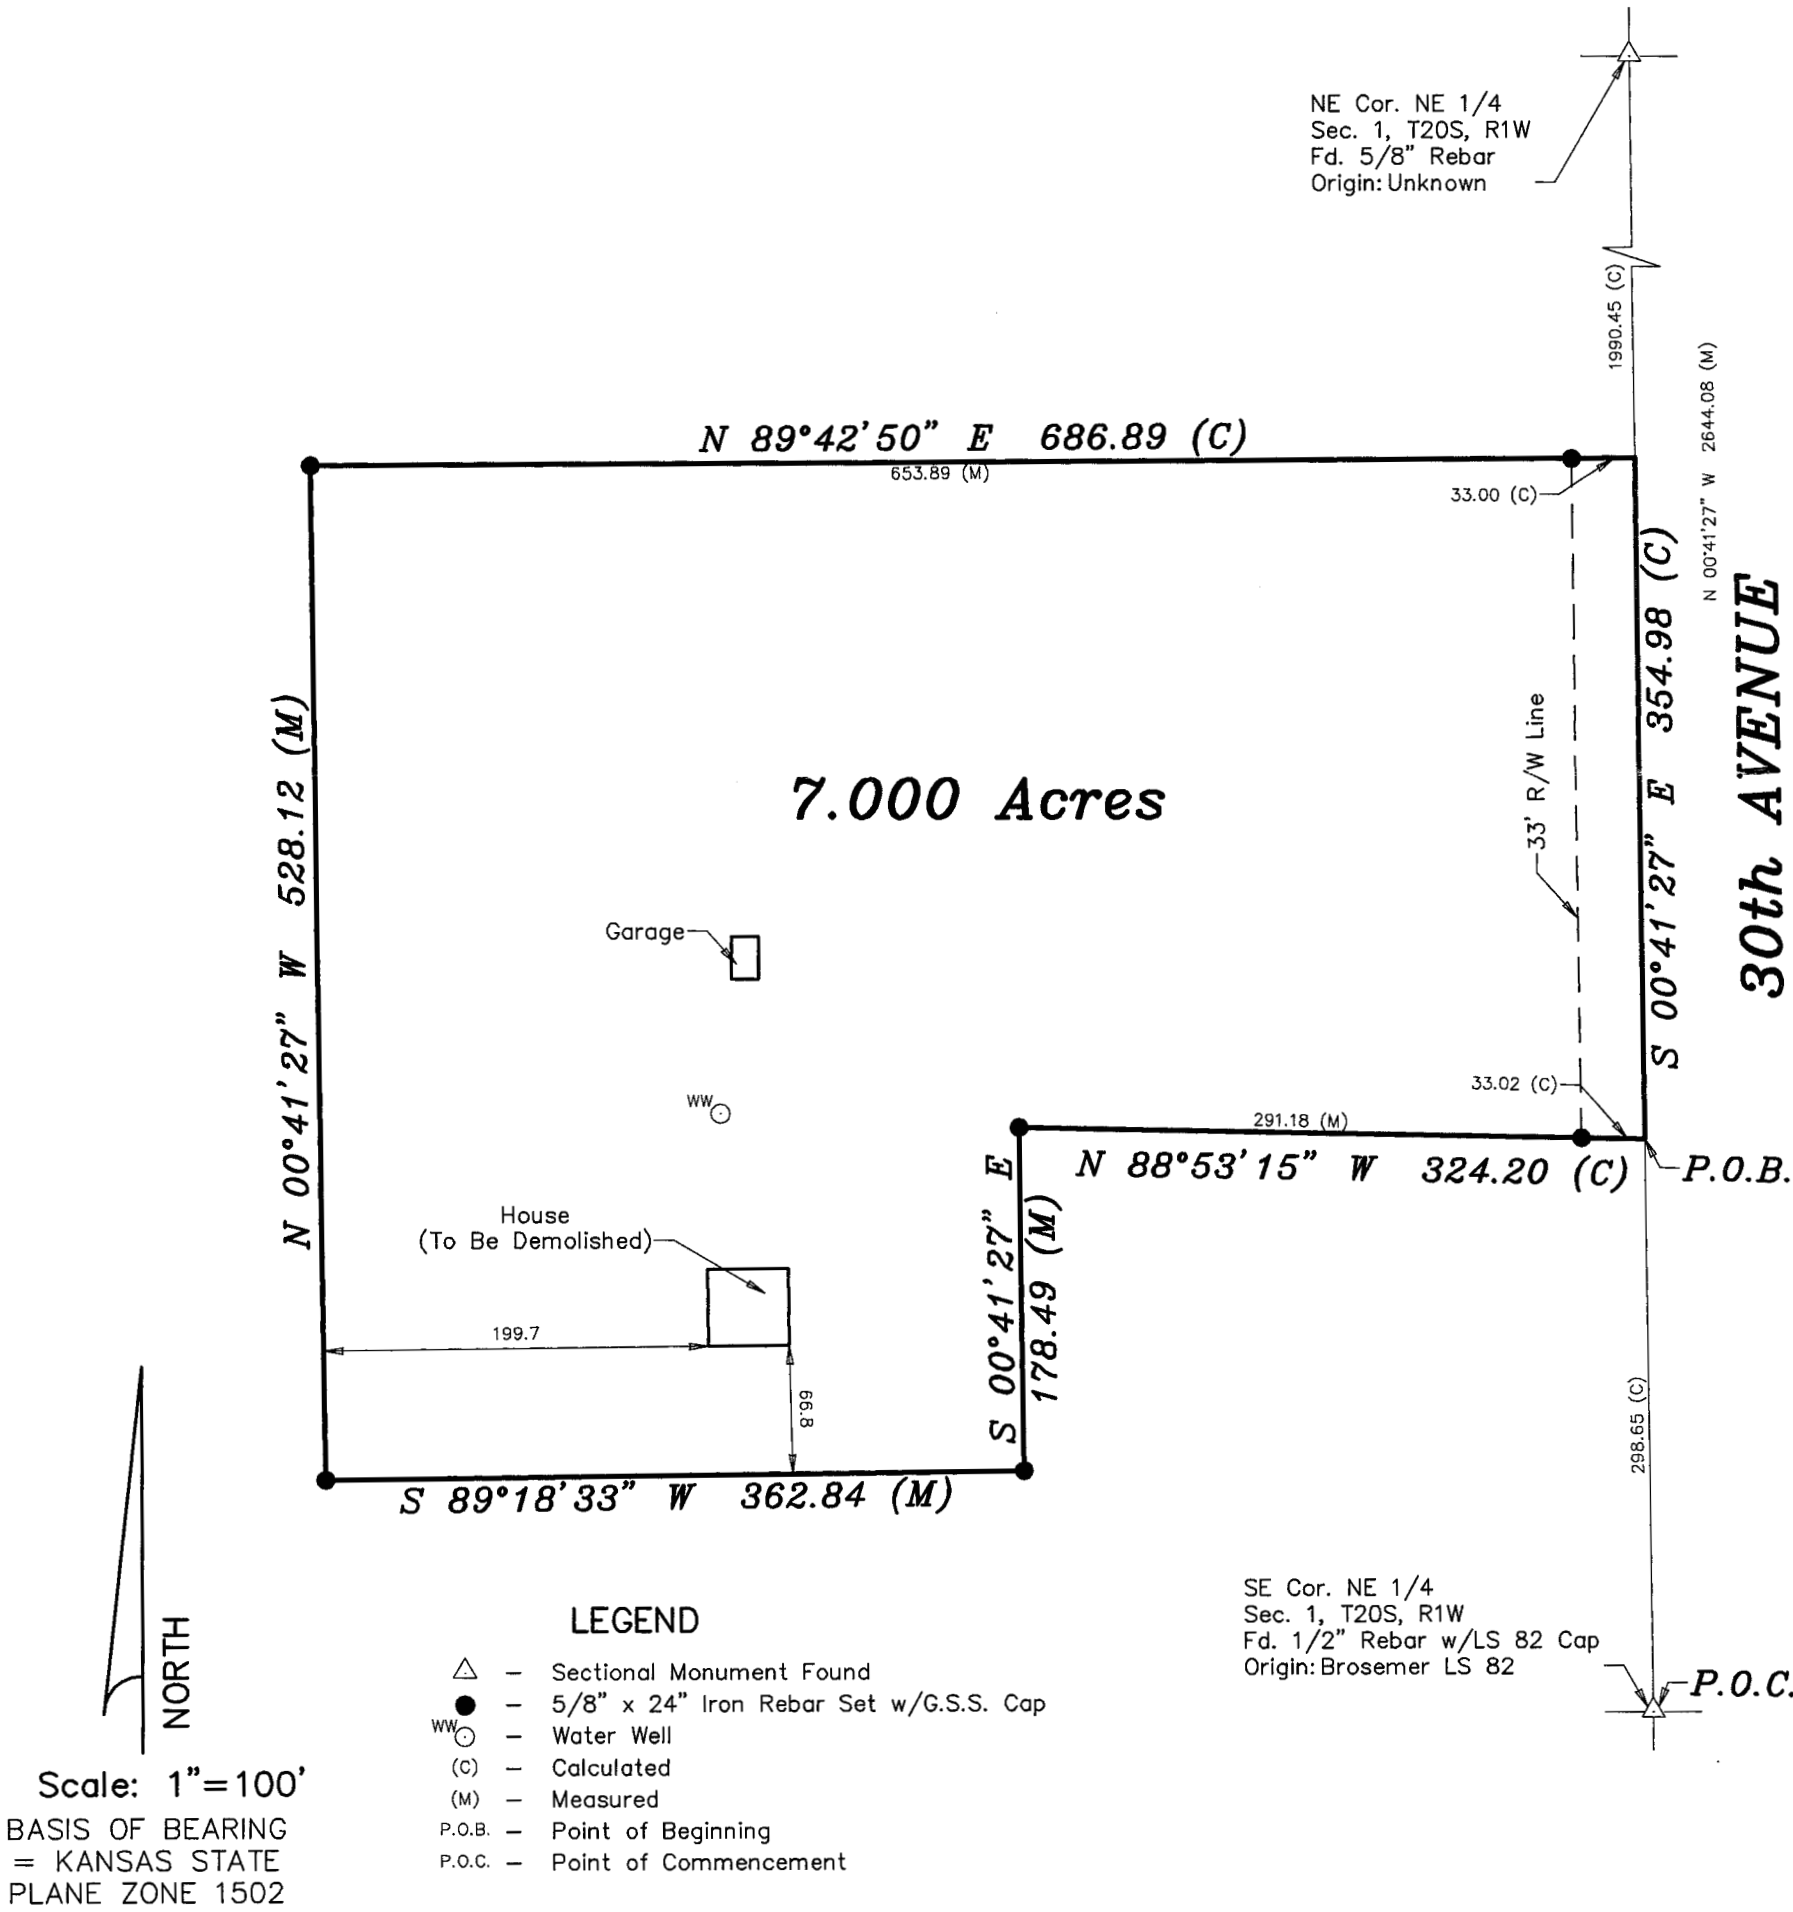 NE Cor. NE 1/4
Sec. 1, T20S, R1W
Fd. 5/8" Rebar
Origin: Unknown
1990.45 (C)
N 00°41'27" W 2644.08 (M)
N 89°42'50" E 686.89 (C)
653.89 (M)
33.00 (C)
S 00°41'27" E 354.98 (C)
30th AVENUE
33' R/W Line
N 00°41'27" W 528.12 (M)
7.000 Acres
Garage
WW
33.02 (C)
291.18 (M)
N 88°53'15" W 324.20 (C)
P.O.B.
S 00°41'27" E
178.49 (M)
House
(To Be Demolished)
199.7
66.8
S 89°18'33" W 362.84 (M)
298.65 (C)
SE Cor. NE 1/4
Sec. 1, T20S, R1W
Fd. 1/2" Rebar w/LS 82 Cap
Origin: Brosemer LS 82
P.O.C.
NORTH
Scale: 1"=100'
BASIS OF BEARING
= KANSAS STATE
PLANE ZONE 1502
LEGEND
– Sectional Monument Found
– 5/8" x 24" Iron Rebar Set w/G.S.S. Cap
WW – Water Well
(C) – Calculated
(M) – Measured
P.O.B. – Point of Beginning
P.O.C. – Point of Commencement